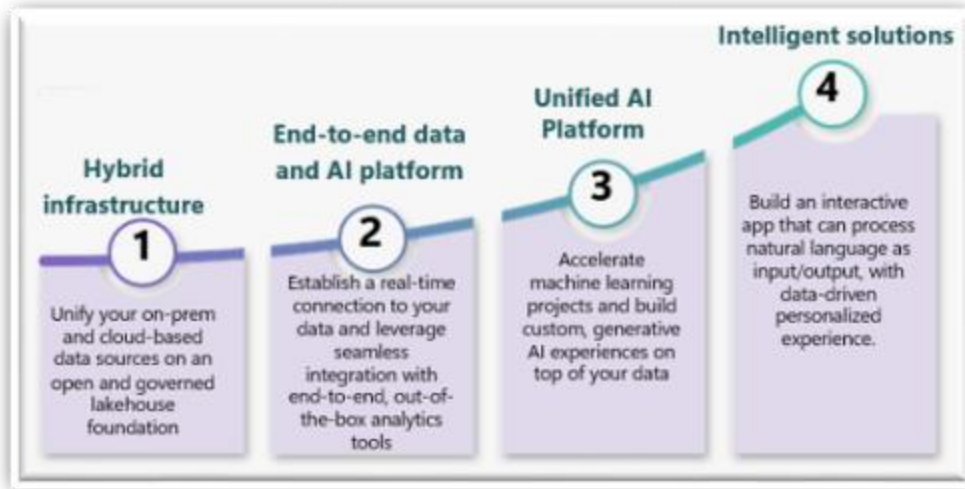 Hybrid
infrastructure
1
Unify your on-prem
and cloud-based
data sources on an
open and governed
lakehouse
foundation
End-to-end data
and AI platform
2
Establish a real-time
connection to your
data and leverage
seamless
integration with
end-to-end, out-of-
the-box analytics
tools
Unified AI
Platform
3
Accelerate
machine learning
projects and build
custom, generative
AI experiences on
top of your data
Intelligent solutions
4
Build an interactive
app that can process
natural language as
input/output, with
data-driven
personalized
experience.